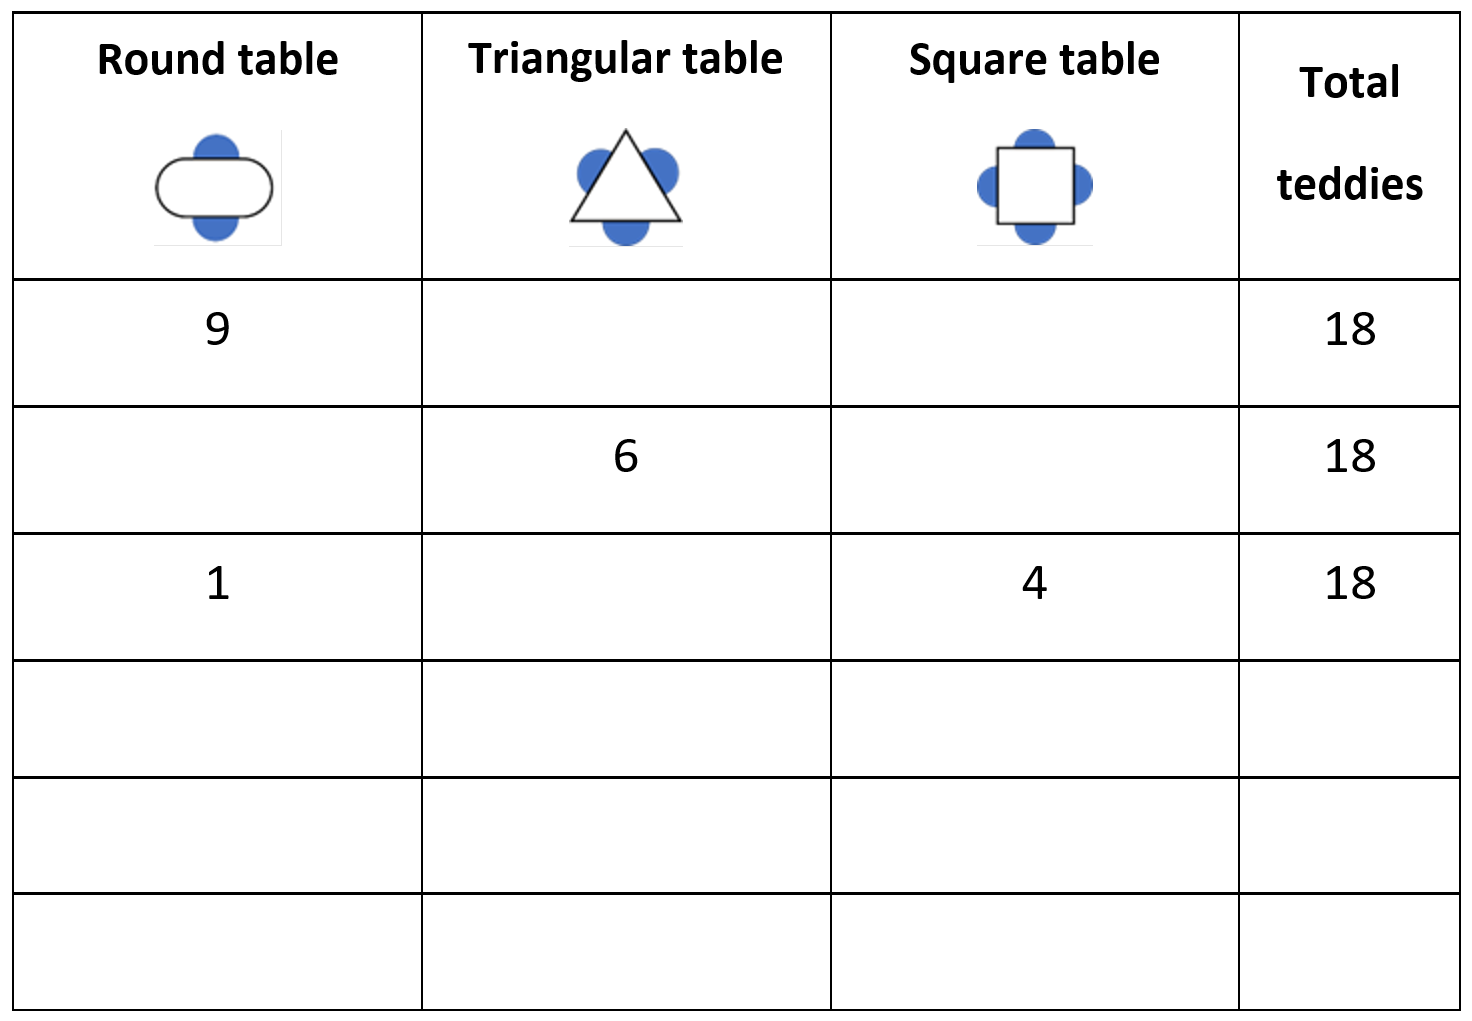 Round table
Triangular table
Square table
Total
teddies
9
18
6
18
1
4
18